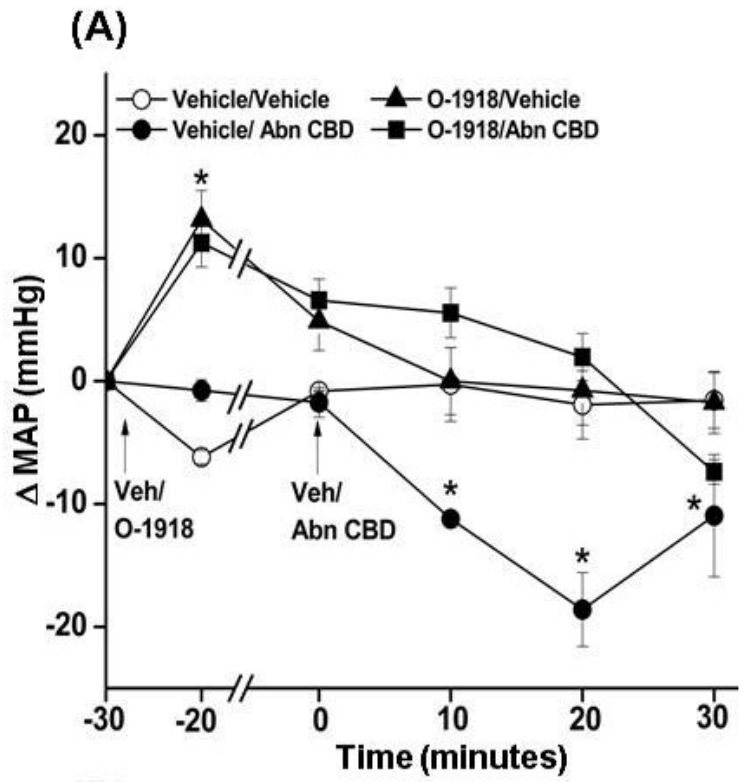 (A)
Vehicle/Vehicle
O-1918/Vehicle
Vehicle/ Abn CBD
O-1918/Abn CBD
20
*
10
0
Veh/
O-1918
Veh/
Abn CBD
*
*
*
-10
-20
Δ MAP (mmHg)
-30 -20 0 10 20 30
Time (minutes)